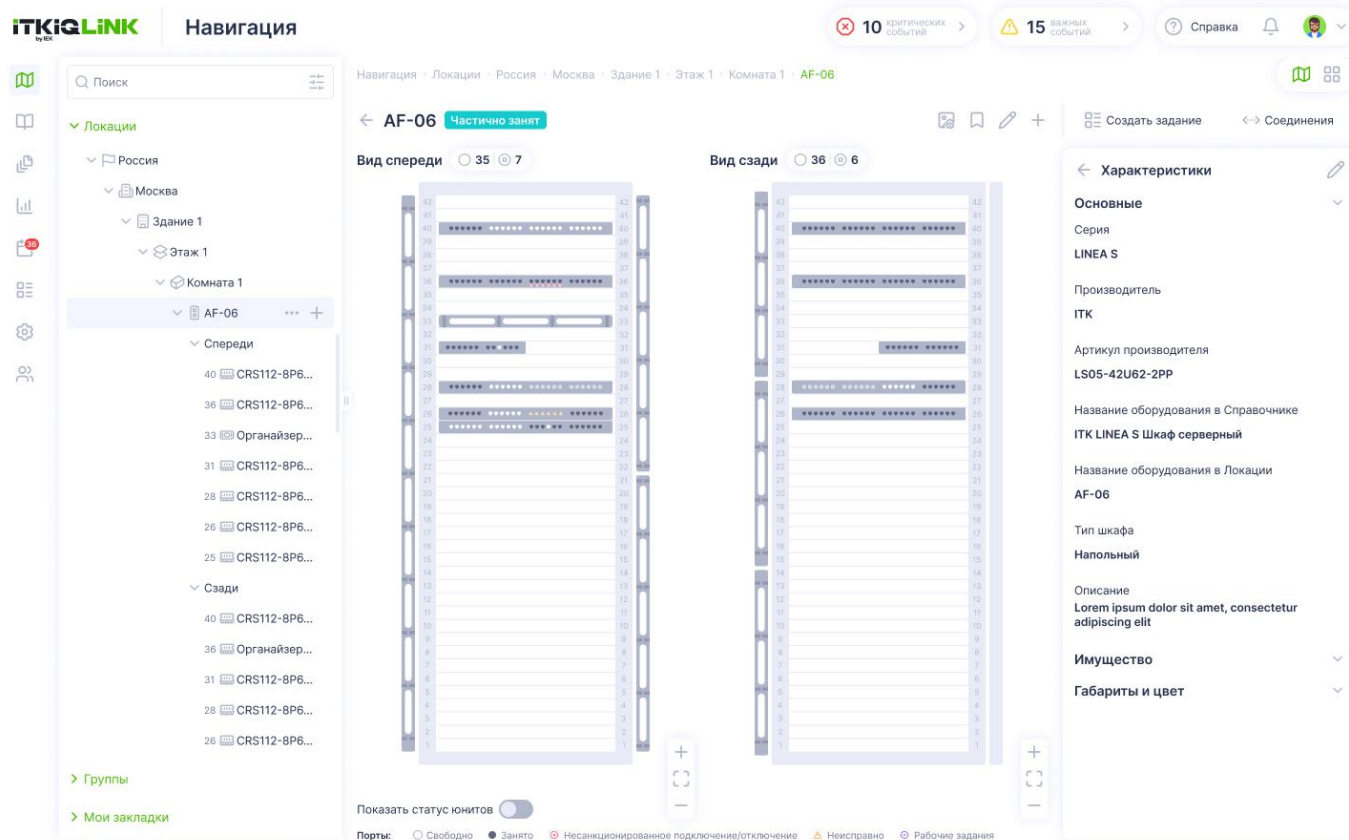 iTKiQLiNK
by IEK
Навигация
10 критических событий
15 важных событий
Справка
Поиск
Навигация · Локации · Россия · Москва · Здание 1 · Этаж 1 · Комната 1 · AF-06
36
Локации
Россия
Москва
Здание 1
Этаж 1
Комната 1
AF-06
Спереди
40 CRS112-8P6...
36 CRS112-8P6...
33 Органайзер...
31 CRS112-8P6...
28 CRS112-8P6...
26 CRS112-8P6...
25 CRS112-8P6...
Сзади
40 CRS112-8P6...
36 Органайзер...
31 CRS112-8P6...
28 CRS112-8P6...
26 CRS112-8P6...
Группы
Мои закладки
AF-06 Частично занят
Вид спереди 35 7
Вид сзади 36 6
Показать статус юнитов
Порты: Свободно Занято Несанкционированное подключение/отключение Неисправно Рабочие задания
Создать задание Соединения
Характеристики
Основные
Серия
LINEA S
Производитель
ITK
Артикул производителя
LS05-42U62-2PP
Название оборудования в Справочнике
ITK LINEA S Шкаф серверный
Название оборудования в Локации
AF-06
Тип шкафа
Напольный
Описание
Lorem ipsum dolor sit amet, consectetur
adipiscing elit
Имущество
Габариты и цвет